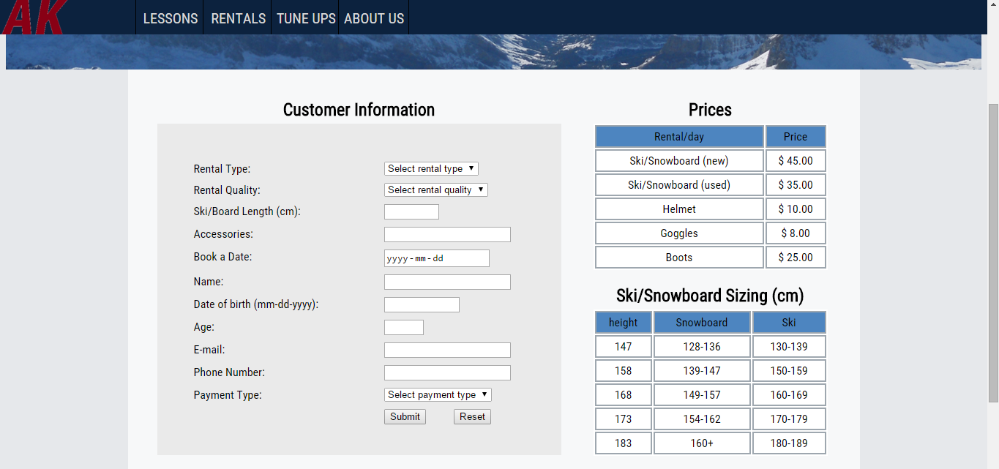 AK
LESSONS RENTALS TUNE UPS ABOUT US
Customer Information
Rental Type: Select rental type
Rental Quality: Select rental quality
Ski/Board Length (cm):
Accessories:
Book a Date: yyyy-mm-dd
Name:
Date of birth (mm-dd-yyyy):
Age:
E-mail:
Phone Number:
Payment Type: Select payment type
Submit Reset
Prices
Rental/day Price
Ski/Snowboard (new) $ 45.00
Ski/Snowboard (used) $ 35.00
Helmet $ 10.00
Goggles $ 8.00
Boots $ 25.00
Ski/Snowboard Sizing (cm)
height Snowboard Ski
147 128-136 130-139
158 139-147 150-159
168 149-157 160-169
173 154-162 170-179
183 160+ 180-189